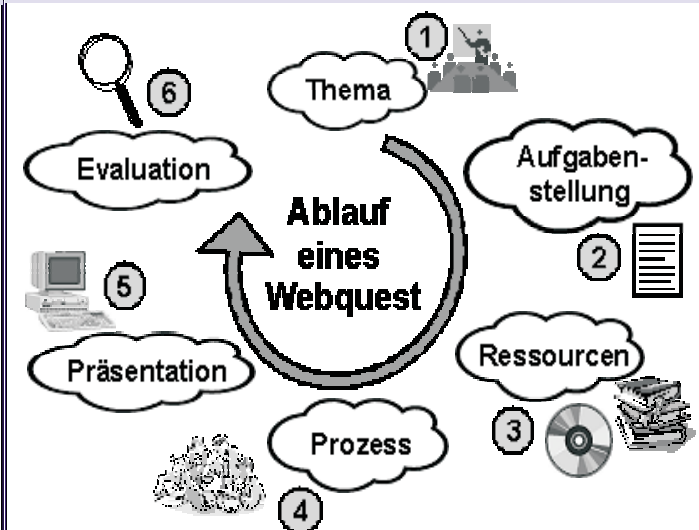 1
Thema
Aufgaben-
stellung
2
Ressourcen
3
Prozess
4
Präsentation
5
Evaluation
6
Ablauf
eines
Webquest